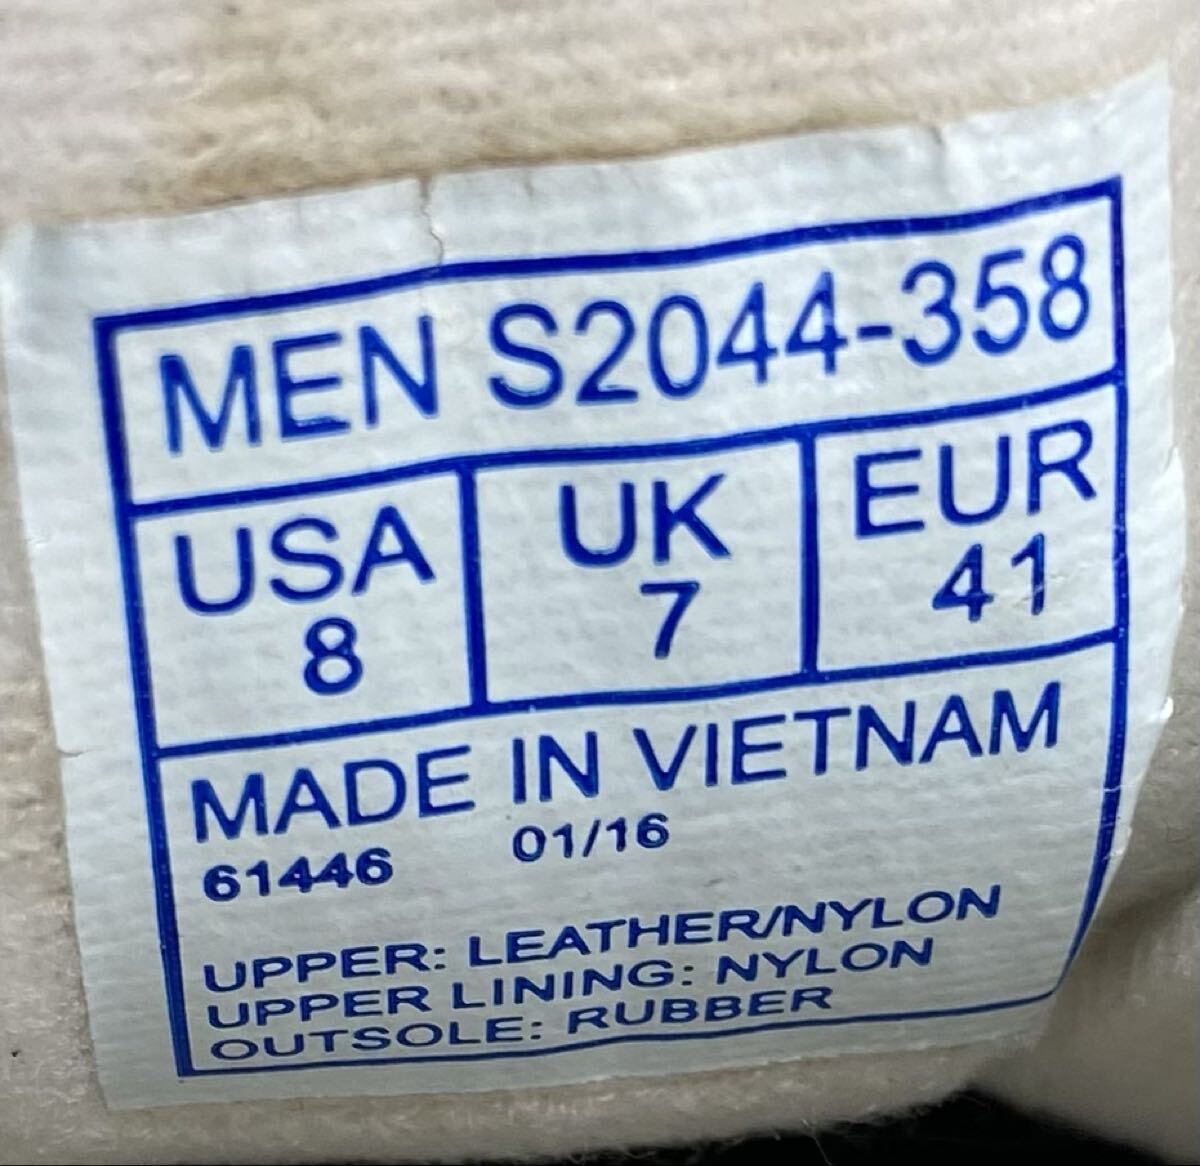 MEN S2044-358
USA UK EUR
8 7 41
MADE IN VIETNAM
61446 01/16
UPPER: LEATHER/NYLON
UPPER LINING: NYLON
OUTSOLE: RUBBER